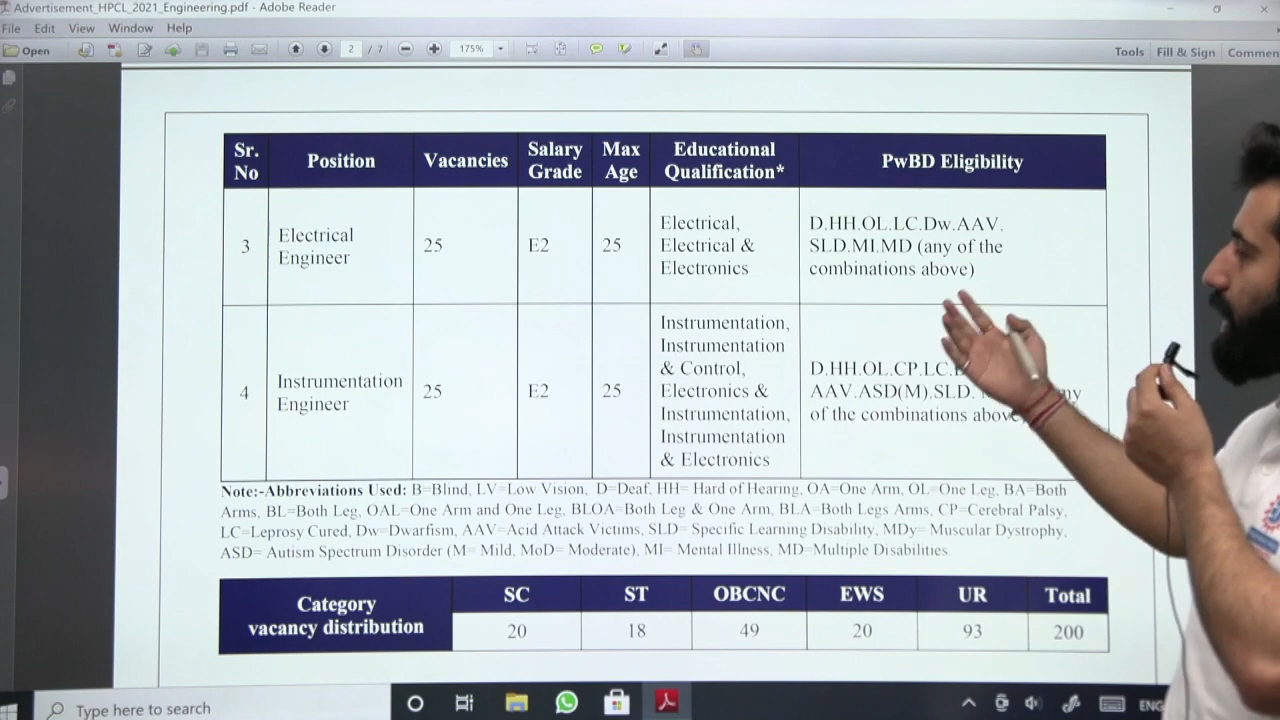 Advertisement_HPCL_2021_Engineering.pdf - Adobe Reader
File Edit View Window Help
Open 2 / 7 175% Tools Fill & Sign Commen
Sr. No Position Vacancies Salary Grade Max Age Educational Qualification* PwBD Eligibility
3 Electrical Engineer 25 E2 25 Electrical, Electrical & Electronics D.HH.OL.LC.Dw.AAV. SLD.MI.MD (any of the combinations above)
4 Instrumentation Engineer 25 E2 25 Instrumentation, Instrumentation & Control, Electronics & Instrumentation, Instrumentation & Electronics D.HH.OL.CP.LC. AAV.ASD(M).SLD. of the combinations above
Note:-Abbreviations Used: B=Blind, LV=Low Vision, D=Deaf, HH= Hard of Hearing, OA=One Arm, OL=One Leg, BA=Both
Arms, BL=Both Leg, OAL=One Arm and One Leg, BLOA=Both Leg & One Arm, BLA=Both Legs Arms, CP=Cerebral Palsy,
LC=Leprosy Cured, Dw=Dwarfism, AAV=Acid Attack Victims, SLD= Specific Learning Disability, MDy= Muscular Dystrophy,
ASD= Autism Spectrum Disorder (M= Mild, MoD= Moderate), MI= Mental Illness, MD=Multiple Disabilities.
Category vacancy distribution SC ST OBCNC EWS UR Total
20 18 49 20 93 200
Type here to search ENG